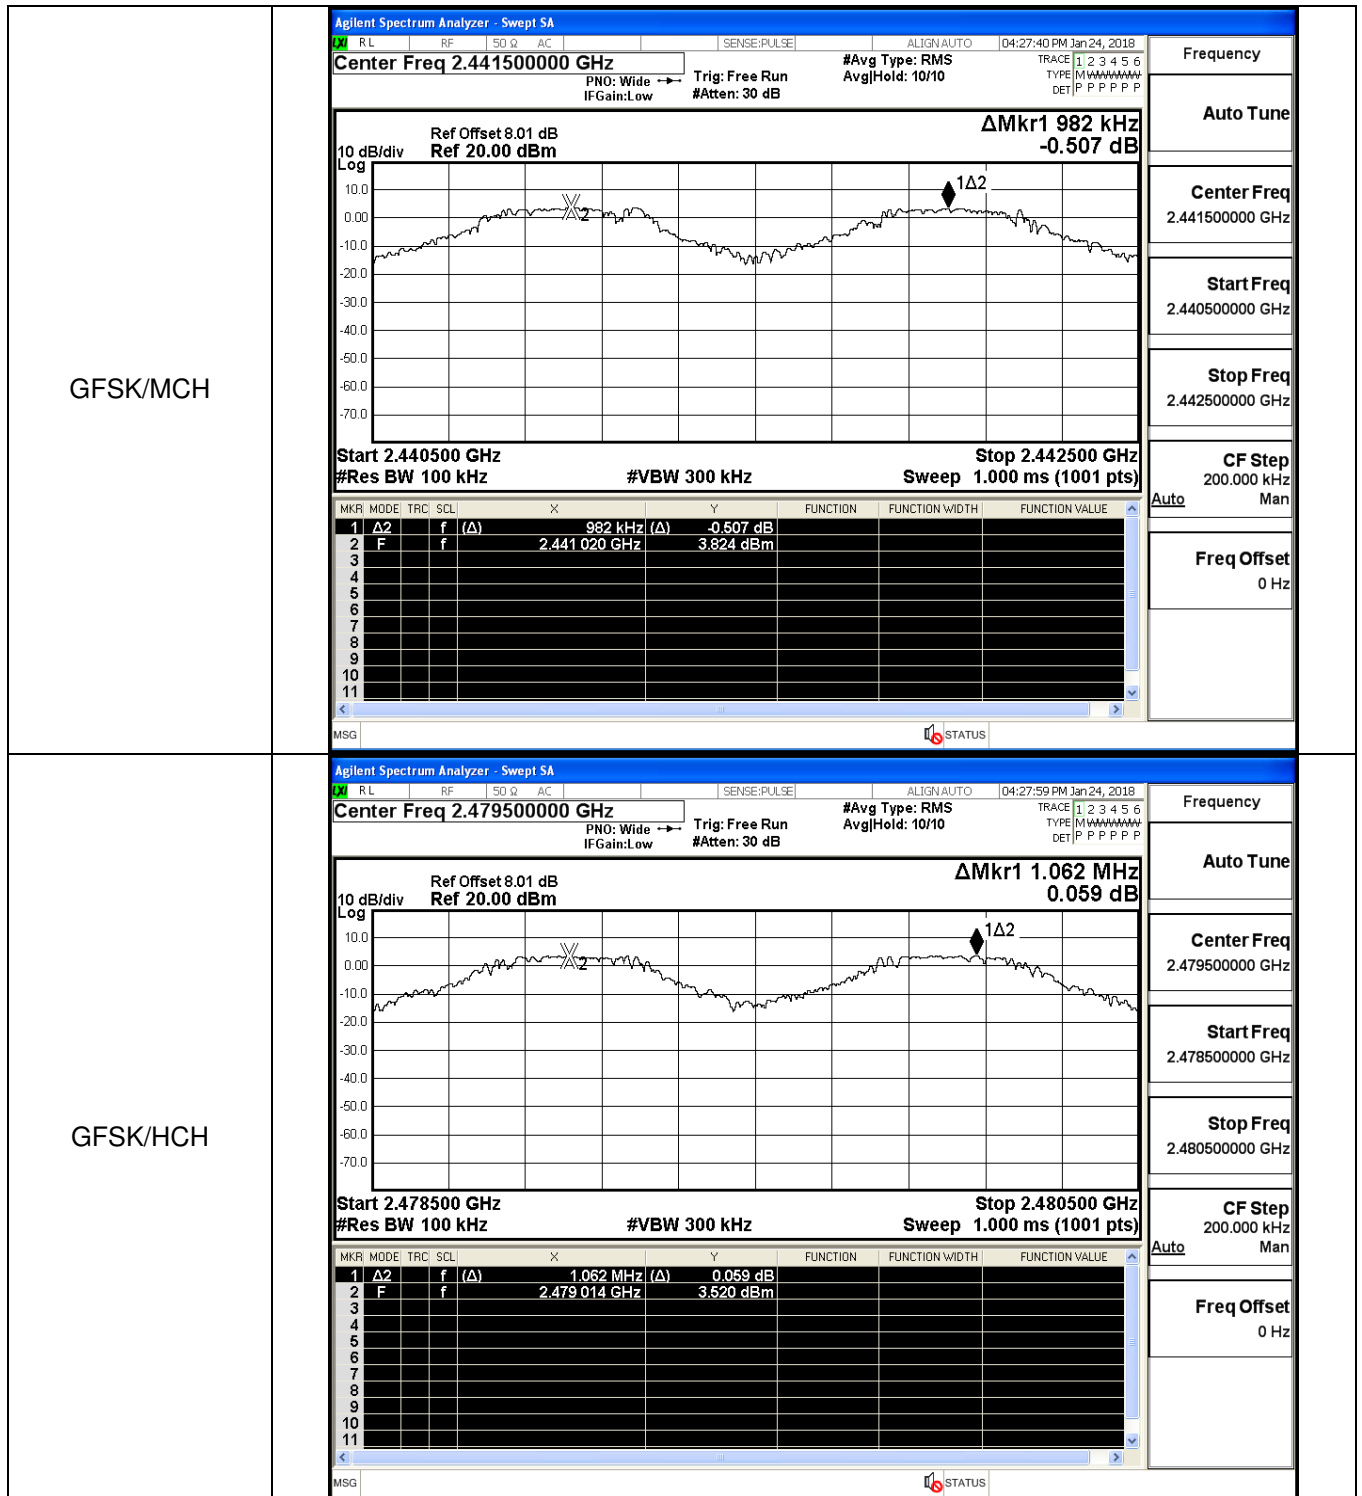 GFSK/MCH
Agilent Spectrum Analyzer - Swept SA
LXI RL RF 50 Ω AC SENSE:PULSE ALIGN AUTO 04:27:40 PM Jan 24, 2018
Center Freq 2.441500000 GHz
PNO: Wide
IFGain:Low
Trig: Free Run
#Atten: 30 dB
#Avg Type: RMS
Avg|Hold: 10/10
TRACE 1 2 3 4 5 6
TYPE M WWWWW
DET P P P P P P
Ref Offset 8.01 dB
10 dB/div Ref 20.00 dBm
ΔMkr1 982 kHz
-0.507 dB
Log
10.0
0.00
-10.0
-20.0
-30.0
-40.0
-50.0
-60.0
-70.0
2
1Δ2
Start 2.440500 GHz Stop 2.442500 GHz
#Res BW 100 kHz #VBW 300 kHz Sweep 1.000 ms (1001 pts)
MKR MODE TRC SCL X Y FUNCTION FUNCTION WIDTH FUNCTION VALUE
1 Δ2 f (Δ) 982 kHz (Δ) -0.507 dB
2 F f 2.441 020 GHz 3.824 dBm
3
4
5
6
7
8
9
10
11
MSG STATUS
Frequency
Auto Tune
Center Freq
2.441500000 GHz
Start Freq
2.440500000 GHz
Stop Freq
2.442500000 GHz
CF Step
200.000 kHz
Auto Man
Freq Offset
0 Hz
GFSK/HCH
Agilent Spectrum Analyzer - Swept SA
LXI RL RF 50 Ω AC SENSE:PULSE ALIGN AUTO 04:27:59 PM Jan 24, 2018
Center Freq 2.479500000 GHz
PNO: Wide
IFGain:Low
Trig: Free Run
#Atten: 30 dB
#Avg Type: RMS
Avg|Hold: 10/10
TRACE 1 2 3 4 5 6
TYPE M WWWWW
DET P P P P P P
Ref Offset 8.01 dB
10 dB/div Ref 20.00 dBm
ΔMkr1 1.062 MHz
0.059 dB
Log
10.0
0.00
-10.0
-20.0
-30.0
-40.0
-50.0
-60.0
-70.0
2
1Δ2
Start 2.478500 GHz Stop 2.480500 GHz
#Res BW 100 kHz #VBW 300 kHz Sweep 1.000 ms (1001 pts)
MKR MODE TRC SCL X Y FUNCTION FUNCTION WIDTH FUNCTION VALUE
1 Δ2 f (Δ) 1.062 MHz (Δ) 0.059 dB
2 F f 2.479 014 GHz 3.520 dBm
3
4
5
6
7
8
9
10
11
MSG STATUS
Frequency
Auto Tune
Center Freq
2.479500000 GHz
Start Freq
2.478500000 GHz
Stop Freq
2.480500000 GHz
CF Step
200.000 kHz
Auto Man
Freq Offset
0 Hz